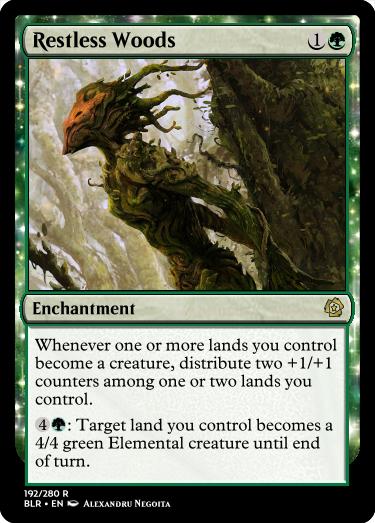 Restless Woods 1
Enchantment
Whenever one or more lands you control
become a creature, distribute two +1/+1
counters among one or two lands you
control.
4: Target land you control becomes a
4/4 green Elemental creature until end
of turn.
192/280 R
BLR • EN Alexandru Negoita